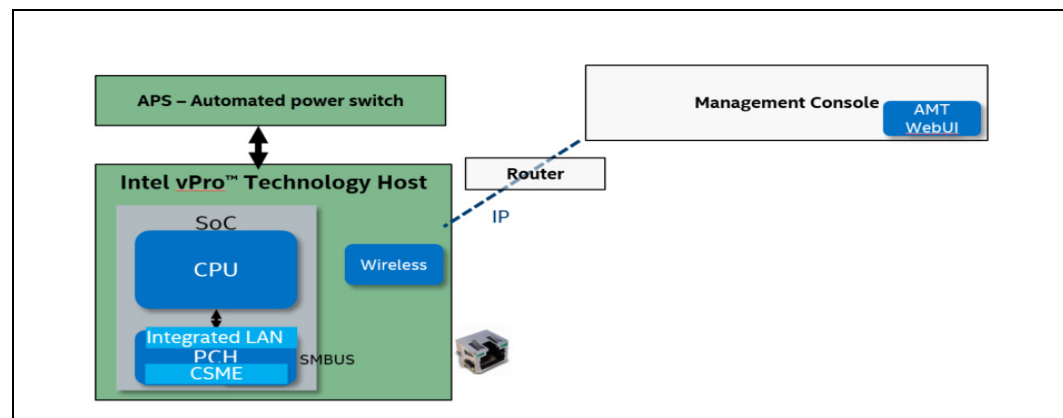 APS – Automated power switch
Management Console
AMT
WebUI
Router
Intel vPro™ Technology Host
IP
SoC
CPU
Wireless
Integrated LAN
PCH
SMBUS
CSME